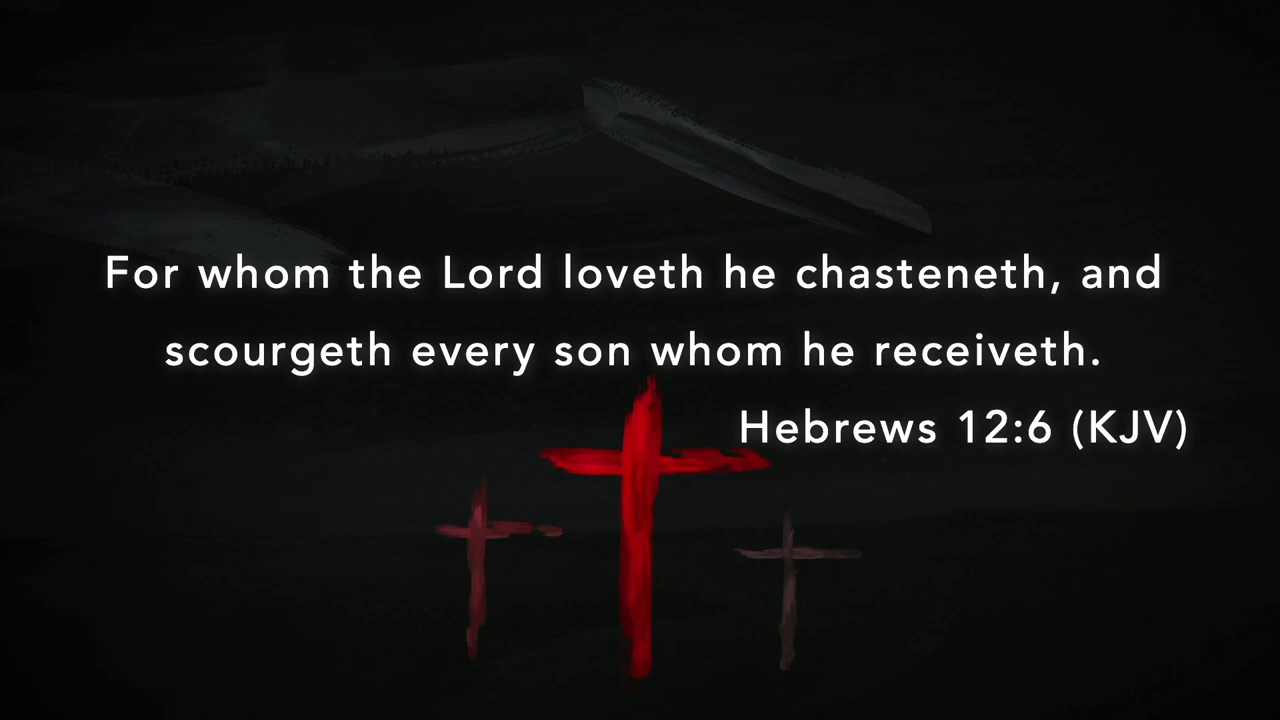 For whom the Lord loveth he chasteneth, and
scourgeth every son whom he receiveth.
Hebrews 12:6 (KJV)